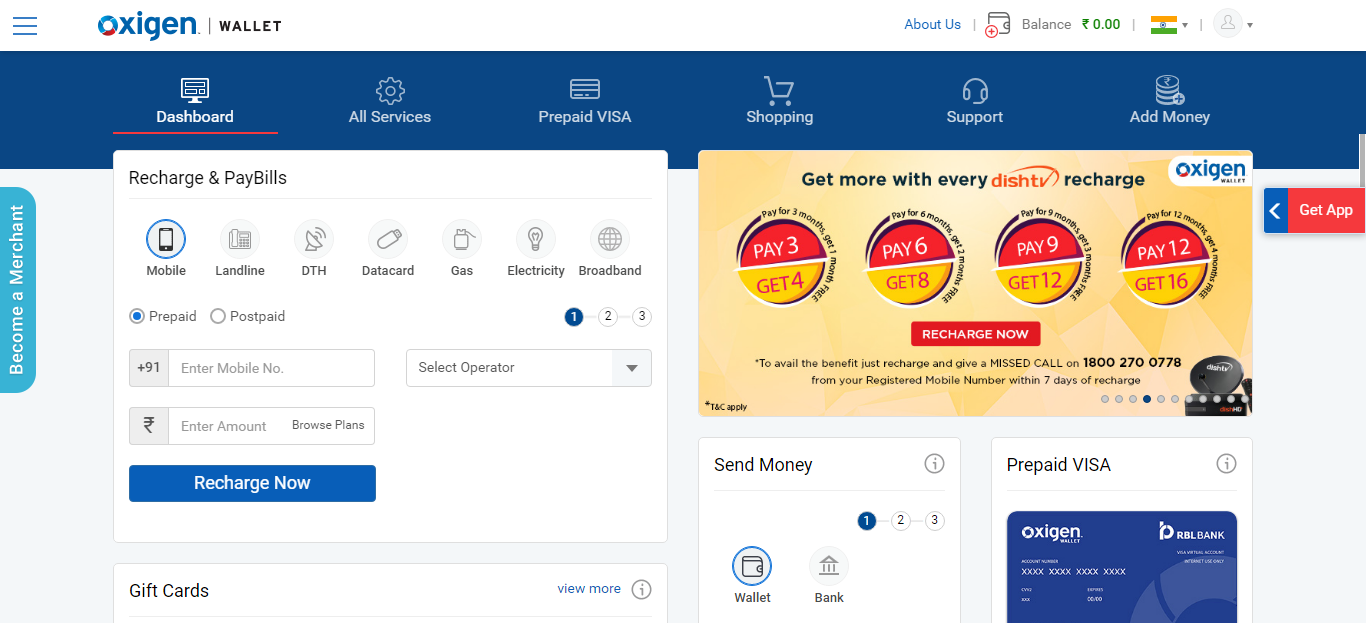 oxigen. | WALLET
About Us | Balance ₹ 0.00 | |
Dashboard
All Services
Prepaid VISA
Shopping
Support
Add Money
Become a Merchant
Recharge & PayBills
Mobile
Landline
DTH
Datacard
Gas
Electricity
Broadband
Prepaid
Postpaid
1 2 3
+91 Enter Mobile No.
Select Operator
₹ Enter Amount Browse Plans
Recharge Now
Gift Cards
view more
oxigen
WALLET
Get more with every dishtv recharge
Pay for 3 months, get 1 month FREE
PAY 3
GET 4
Pay for 6 months, get 2 months FREE
PAY 6
GET 8
Pay for 9 months, get 3 months FREE
PAY 9
GET 12
Pay for 12 months, get 4 months FREE
PAY 12
GET 16
RECHARGE NOW
*To avail the benefit just recharge and give a MISSED CALL on 1800 270 0778
from your Registered Mobile Number within 7 days of recharge
*T&C apply
dishtv
dishHD
Get App
Send Money
1 2 3
Wallet
Bank
Prepaid VISA
oxigen.
WALLET
RBLBANK
VISA VIRTUAL ACCOUNT
INTERNET USE ONLY
ACCOUNT NUMBER
XXXX XXXX XXXX XXXX
CVV2
XXX
EXPIRES
00/00